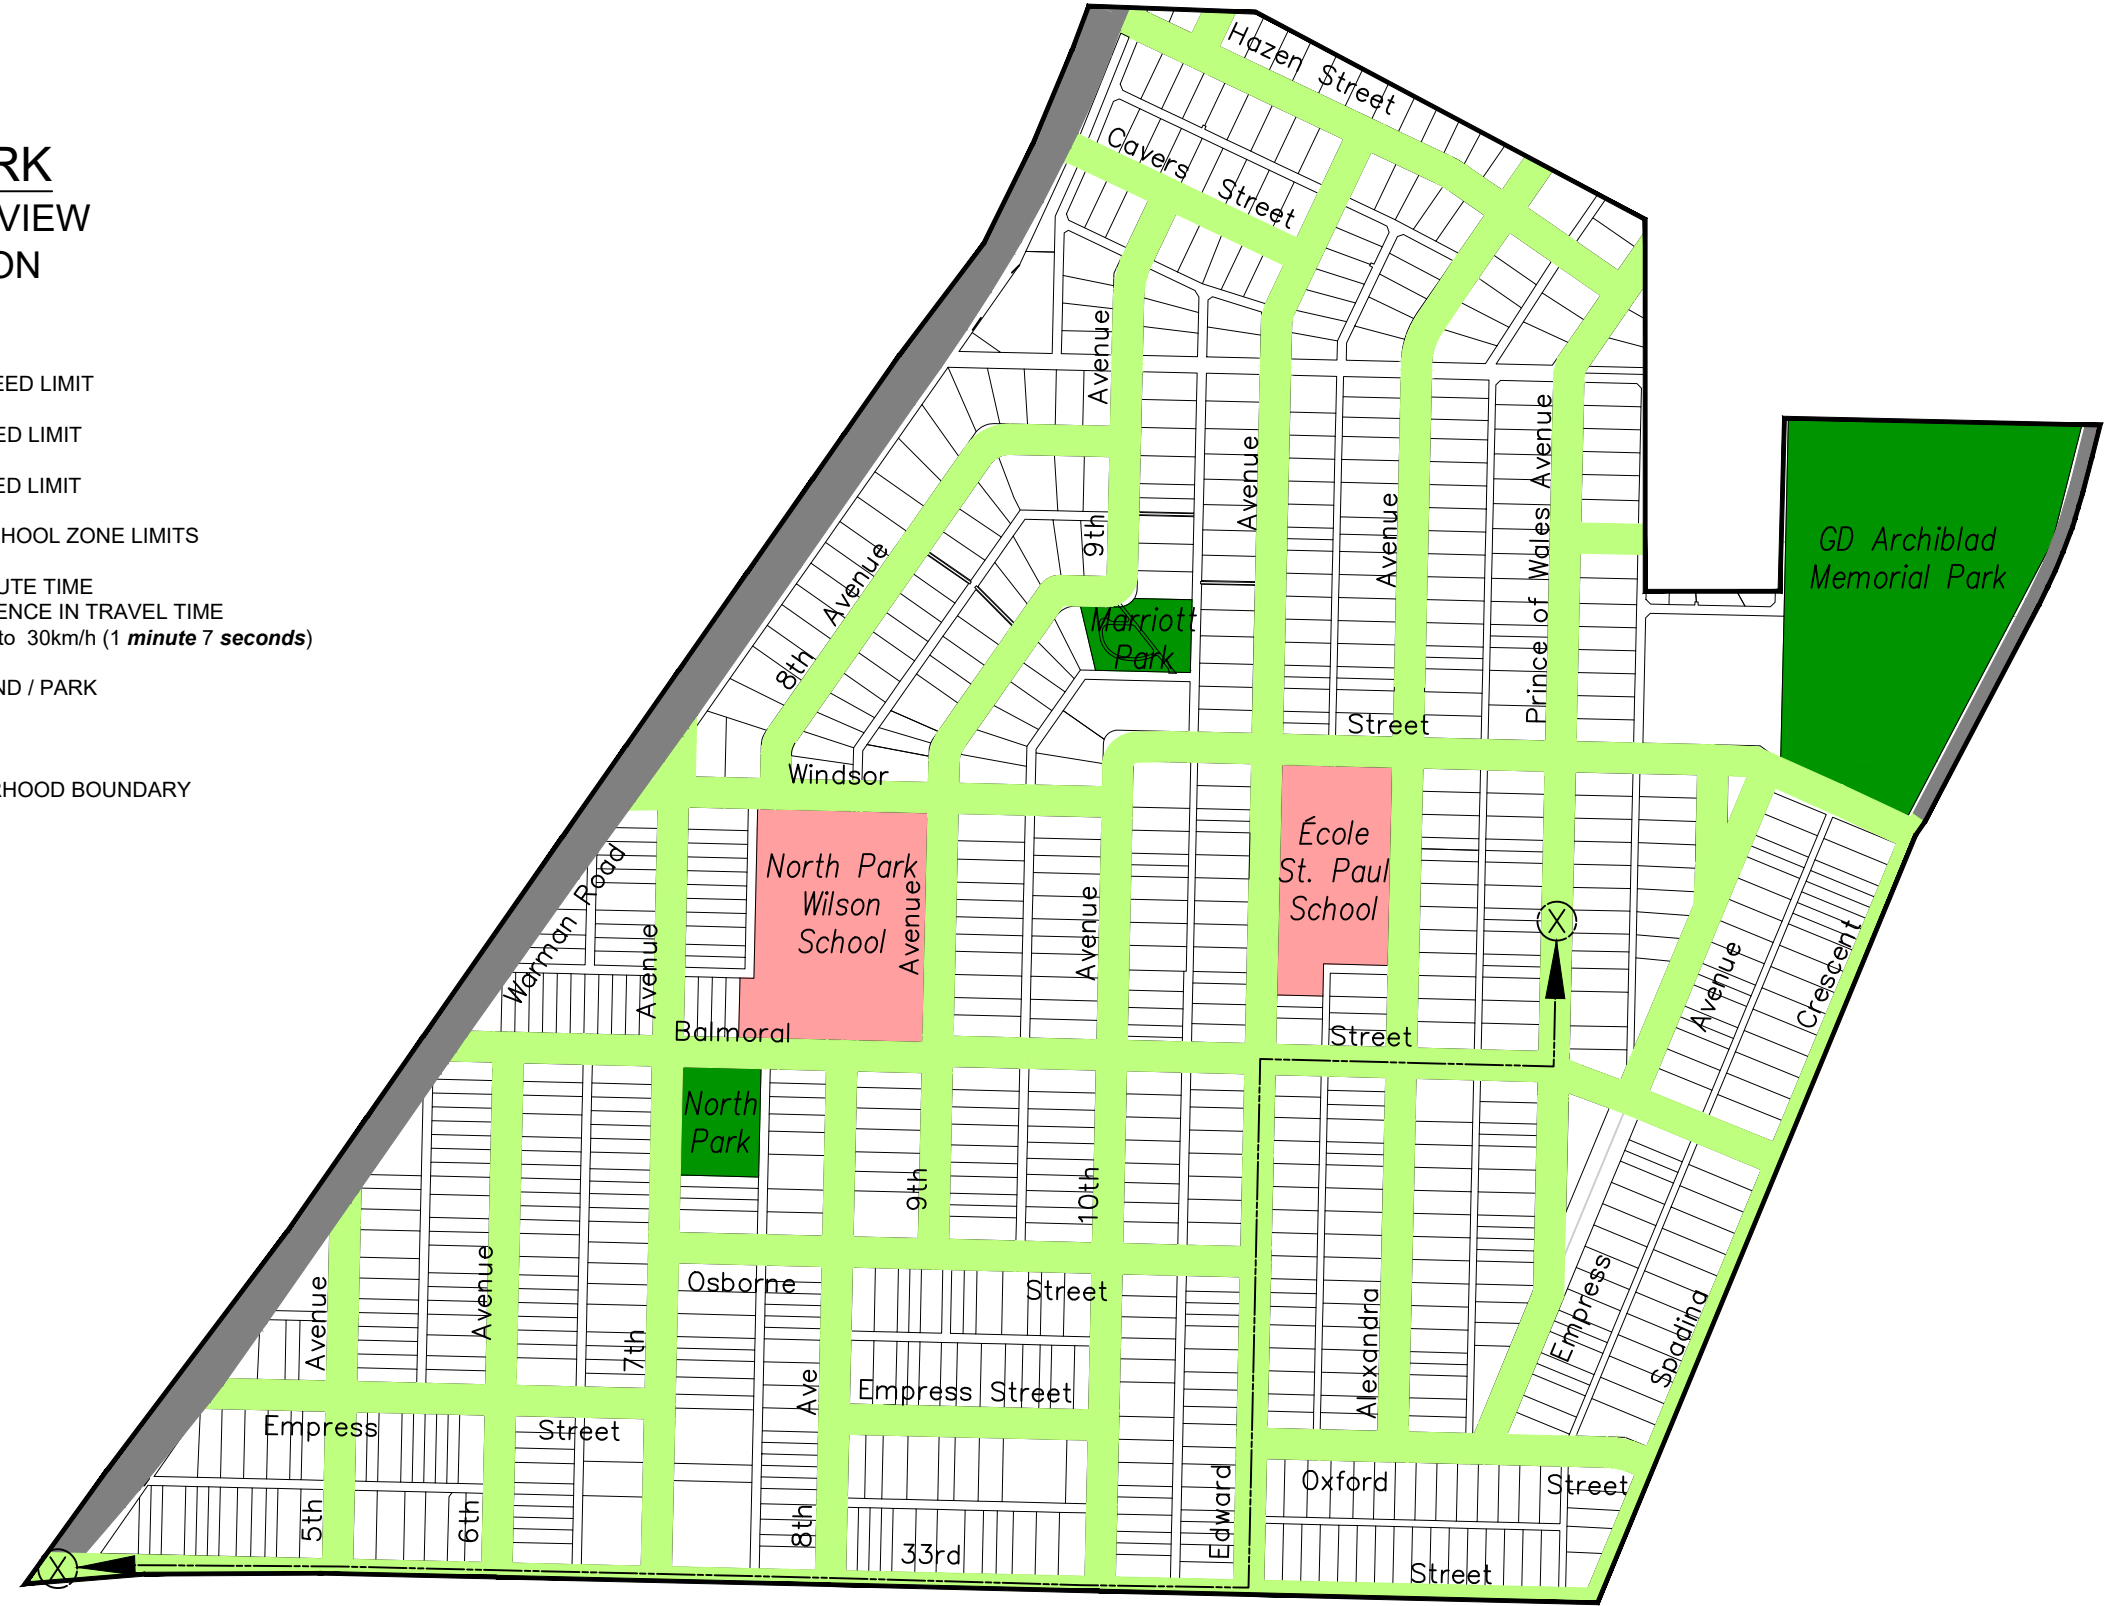 RK
VIEW
ON
EED LIMIT
ED LIMIT
ED LIMIT
CHOOL ZONE LIMITS
UTE TIME
ENCE IN TRAVEL TIME
to 30km/h (1 minute 7 seconds)
ND / PARK
RHOOD BOUNDARY
Hazen Street
Cavers Street
Avenue
9th
Avenue
Avenue
Prince of Wales Avenue
8th Avenue
GD Archiblad
Memorial Park
Marriott
Park
Windsor
Street
Warman Road
North Park
Wilson
School
École
St. Paul
School
Avenue
Avenue
Avenue
Avenue
Crescent
Balmoral
Street
North
Park
9th
10th
Osborne
Street
Avenue
Avenue
7th
Ave
Alexandra
Empress
Spadina
Empress
Street
Empress Street
Oxford
Street
5th
6th
8th
Edward
33rd
Street
X
X